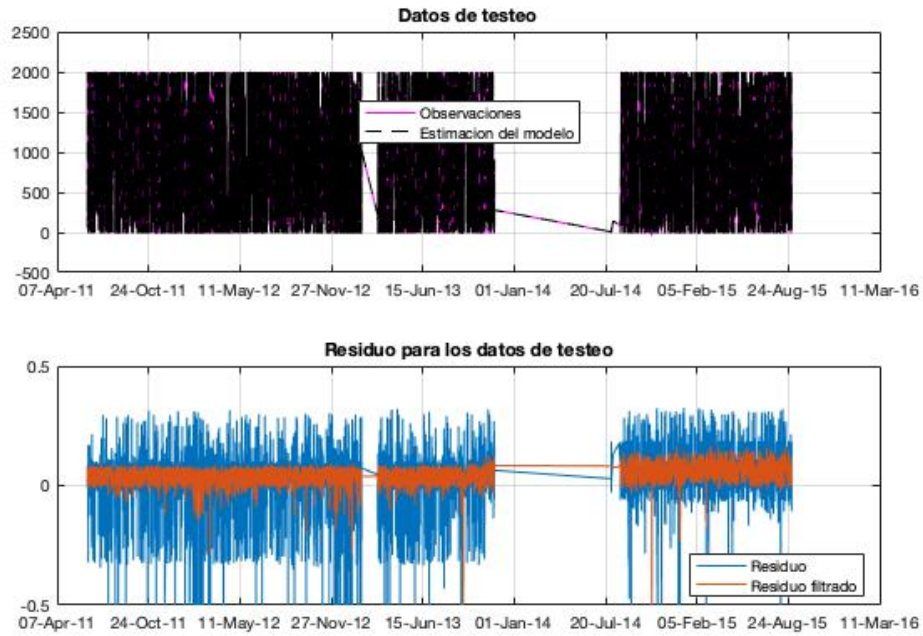 Datos de testeo
2500
2000
1500
1000
500
0
-500
Observaciones
Estimacion del modelo
07-Apr-11 24-Oct-11 11-May-12 27-Nov-12 15-Jun-13 01-Jan-14 20-Jul-14 05-Feb-15 24-Aug-15 11-Mar-16
Residuo para los datos de testeo
0.5
0
-0.5
Residuo
Residuo filtrado
07-Apr-11 24-Oct-11 11-May-12 27-Nov-12 15-Jun-13 01-Jan-14 20-Jul-14 05-Feb-15 24-Aug-15 11-Mar-16